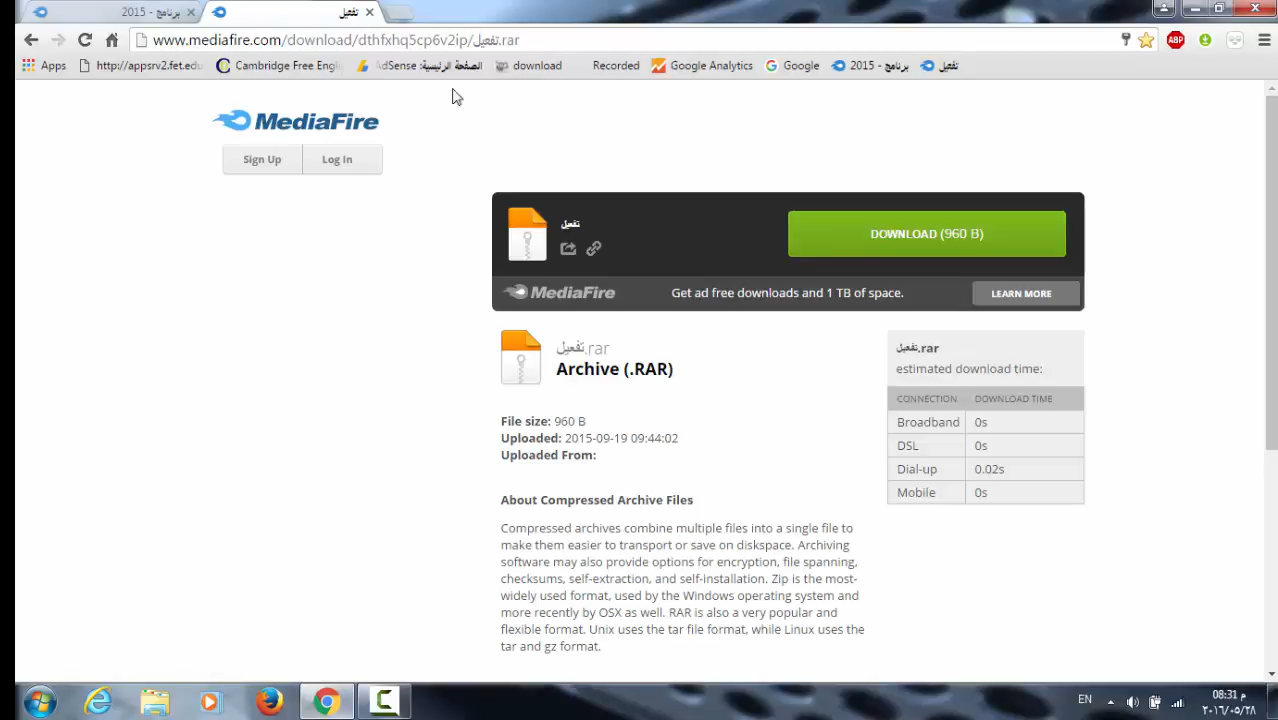 برنامج - 2015
تفعيل
www.mediafire.com/download/dthfxhq5cp6v2ip/تفعيل.rar
ABP
Apps
http://appsrv2.fet.edu
Cambridge Free Engli
AdSense الصفحة الرئيسية:
download
Recorded
Google Analytics
Google
برنامج - 2015
تفعيل
MediaFire
Sign Up
Log In
تفعيل
DOWNLOAD (960 B)
MediaFire
Get ad free downloads and 1 TB of space.
LEARN MORE
تفعيل.rar
Archive (.RAR)
File size: 960 B
Uploaded: 2015-09-19 09:44:02
Uploaded From:
تفعيل.rar
estimated download time:
CONNECTION DOWNLOAD TIME
Broadband 0s
DSL 0s
Dial-up 0.02s
Mobile 0s
About Compressed Archive Files
Compressed archives combine multiple files into a single file to
make them easier to transport or save on diskspace. Archiving
software may also provide options for encryption, file spanning,
checksums, self-extraction, and self-installation. Zip is the most-
widely used format, used by the Windows operating system and
more recently by OSX as well. RAR is also a very popular and
flexible format. Unix uses the tar file format, while Linux uses the
tar and gz format.
EN
08:31 م
٢٠١٦/٠٥/٢٨